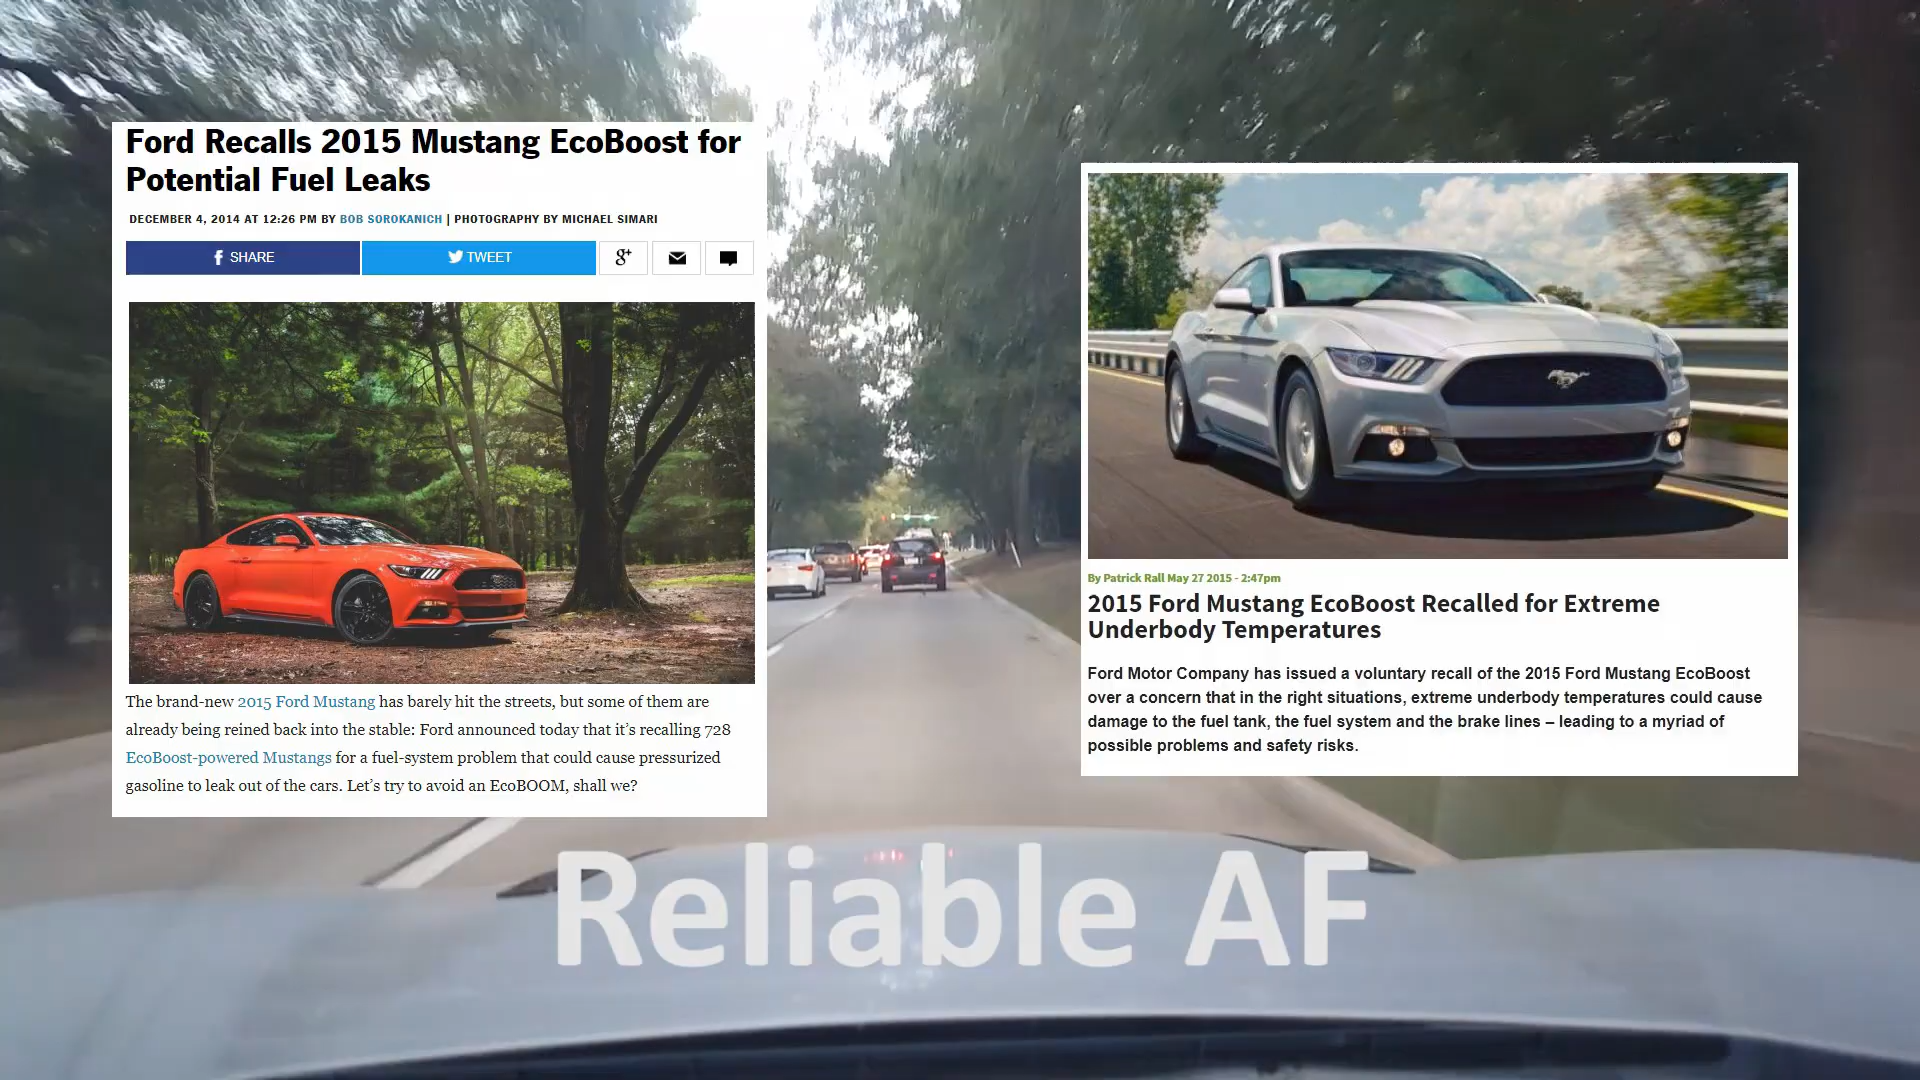 Ford Recalls 2015 Mustang EcoBoost for
Potential Fuel Leaks
DECEMBER 4, 2014 AT 12:26 PM BY BOB SOROKANICH | PHOTOGRAPHY BY MICHAEL SIMARI
SHARE
TWEET
g+
The brand-new 2015 Ford Mustang has barely hit the streets, but some of them are
already being reined back into the stable: Ford announced today that it’s recalling 728
EcoBoost-powered Mustangs for a fuel-system problem that could cause pressurized
gasoline to leak out of the cars. Let’s try to avoid an EcoBOOM, shall we?
By Patrick Rall May 27 2015 - 2:47pm
2015 Ford Mustang EcoBoost Recalled for Extreme
Underbody Temperatures
Ford Motor Company has issued a voluntary recall of the 2015 Ford Mustang EcoBoost
over a concern that in the right situations, extreme underbody temperatures could cause
damage to the fuel tank, the fuel system and the brake lines – leading to a myriad of
possible problems and safety risks.
Reliable AF